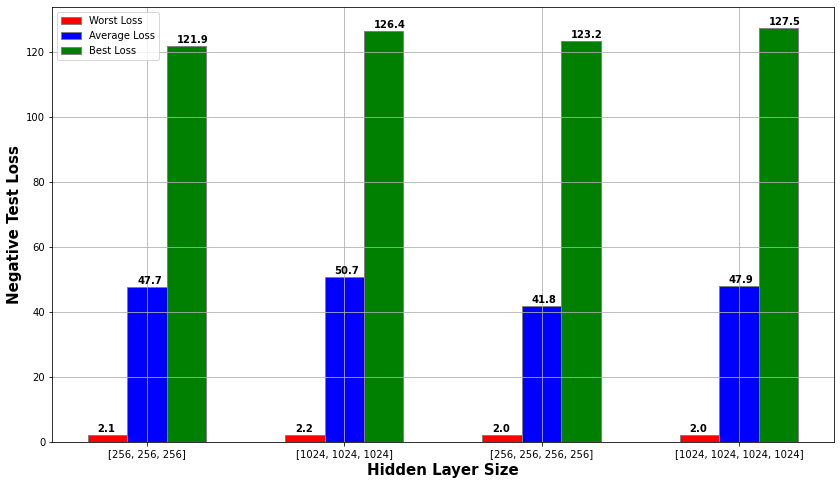 Worst Loss
Average Loss
Best Loss
Negative Test Loss
120
100
80
60
40
20
0
2.1
47.7
121.9
2.2
50.7
126.4
2.0
41.8
123.2
2.0
47.9
127.5
[256, 256, 256]
[1024, 1024, 1024]
[256, 256, 256, 256]
[1024, 1024, 1024, 1024]
Hidden Layer Size